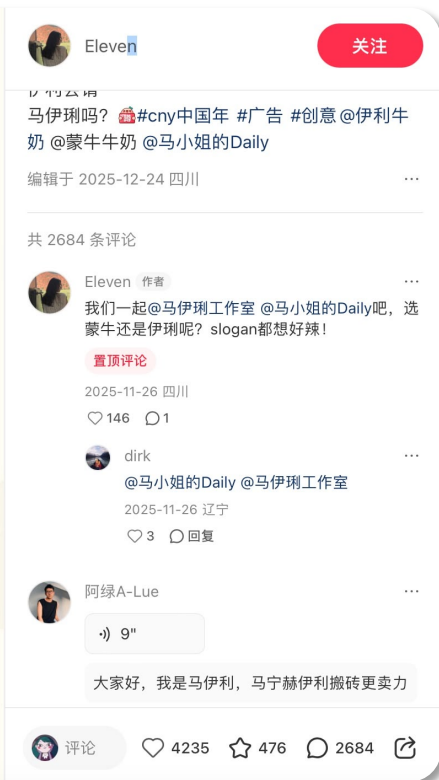 Eleven
关注
伊利会请
马伊琍吗？#cny中国年 #广告 #创意@伊利牛
奶 @蒙牛牛奶 @马小姐的Daily
编辑于 2025-12-24 四川
共 2684 条评论
Eleven 作者
我们一起@马伊琍工作室 @马小姐的Daily吧，选
蒙牛还是伊琍呢？slogan都想好辣！
置顶评论
2025-11-26 四川
146 1
dirk
@马小姐的Daily @马伊琍工作室
2025-11-26 辽宁
3 回复
阿绿A-Lue
9"
大家好，我是马伊利，马宁赫伊利搬砖更卖力
评论 4235 476 2684